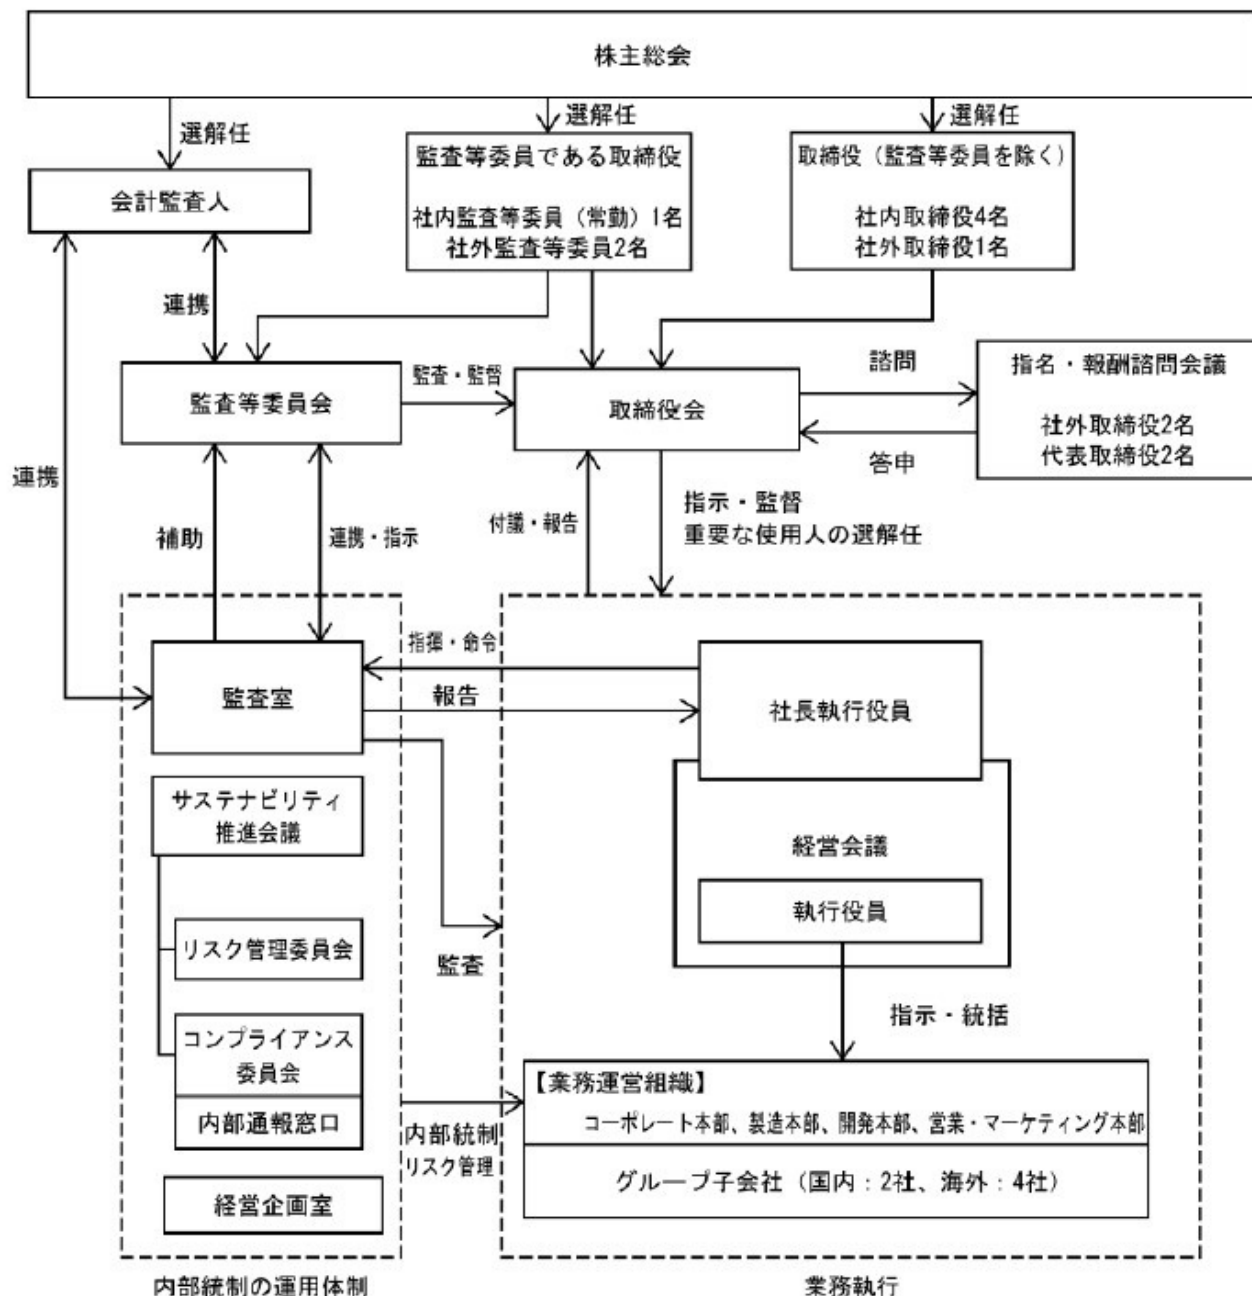 株主総会
選解任
選解任
選解任
会計監査人
監査等委員である取締役
社内監査等委員（常勤）1名
社外監査等委員2名
取締役（監査等委員を除く）
社内取締役4名
社外取締役1名
連携
監査等委員会
監査・監督
取締役会
諮問
答申
指名・報酬諮問会議
社外取締役2名
代表取締役2名
連携
補助
連携・指示
付議・報告
指示・監督
重要な使用人の選解任
監査室
指揮・命令
報告
社長執行役員
サステナビリティ
推進会議
経営会議
執行役員
リスク管理委員会
監査
コンプライアンス
委員会
内部通報窓口
指示・統括
内部統制
リスク管理
【業務運営組織】
コーポレート本部、製造本部、開発本部、営業・マーケティング本部
グループ子会社（国内：2社、海外：4社）
経営企画室
内部統制の運用体制
業務執行